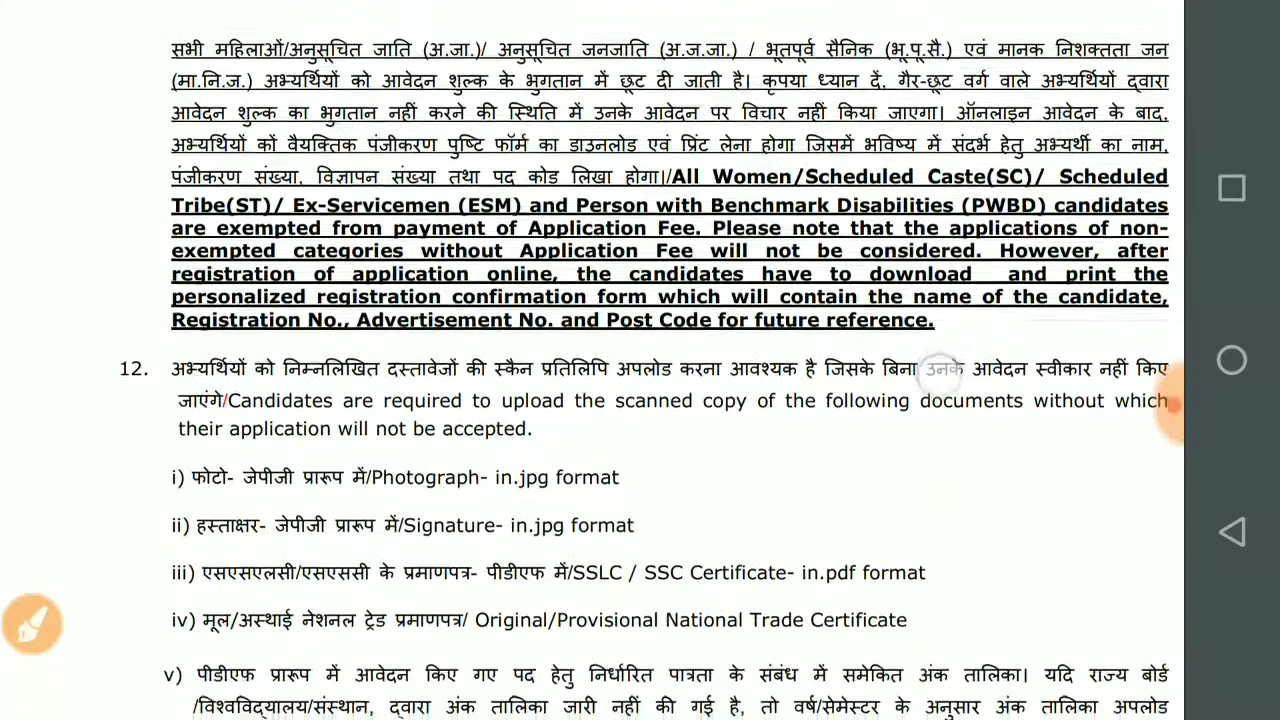 सभी महिलाओं/अनुसूचित जाति (अ.जा.)/ अनुसूचित जनजाति (अ.ज.जा.) / भूतपूर्व सैनिक (भू.पू.सै.) एवं मानक निशक्तता जन
(मा.नि.ज.) अभ्यर्थियों को आवेदन शुल्क के भुगतान में छूट दी जाती है। कृपया ध्यान दें, गैर-छूट वर्ग वाले अभ्यर्थियों द्वारा
आवेदन शुल्क का भुगतान नहीं करने की स्थिति में उनके आवेदन पर विचार नहीं किया जाएगा। ऑनलाइन आवेदन के बाद,
अभ्यर्थियों कों वैयक्तिक पंजीकरण पुष्टि फॉर्म का डाउनलोड एवं प्रिंट लेना होगा जिसमें भविष्य में संदर्भ हेतु अभ्यर्थी का नाम,
पंजीकरण संख्या, विज्ञापन संख्या तथा पद कोड लिखा होगा।/All Women/Scheduled Caste(SC)/ Scheduled
Tribe(ST)/ Ex-Servicemen (ESM) and Person with Benchmark Disabilities (PWBD) candidates
are exempted from payment of Application Fee. Please note that the applications of non-
exempted categories without Application Fee will not be considered. However, after
registration of application online, the candidates have to download and print the
personalized registration confirmation form which will contain the name of the candidate,
Registration No., Advertisement No. and Post Code for future reference.
12. अभ्यर्थियों को निम्नलिखित दस्तावेजों की स्कैन प्रतिलिपि अपलोड करना आवश्यक है जिसके बिना उनके आवेदन स्वीकार नहीं किए
जाएंगे/Candidates are required to upload the scanned copy of the following documents without which
their application will not be accepted.
i) फोटो- जेपीजी प्रारूप में/Photograph- in.jpg format
ii) हस्ताक्षर- जेपीजी प्रारूप में/Signature- in.jpg format
iii) एसएसएलसी/एसएससी के प्रमाणपत्र- पीडीएफ में/SSLC / SSC Certificate- in.pdf format
iv) मूल/अस्थाई नेशनल ट्रेड प्रमाणपत्र/ Original/Provisional National Trade Certificate
v) पीडीएफ प्रारूप में आवेदन किए गए पद हेतु निर्धारित पात्रता के संबंध में समेकित अंक तालिका। यदि राज्य बोर्ड
/विश्वविद्यालय/संस्थान, द्वारा अंक तालिका जारी नहीं की गई है, तो वर्ष/सेमेस्टर के अनुसार अंक तालिका अपलोड